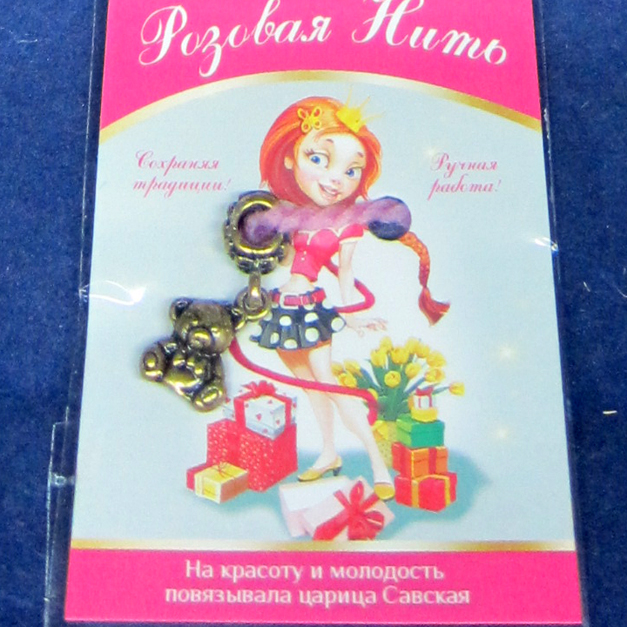 Розовая Нить
Сохраняя
традиции!
Ручная
работа!
На красоту и молодость
повязывала царица Савская